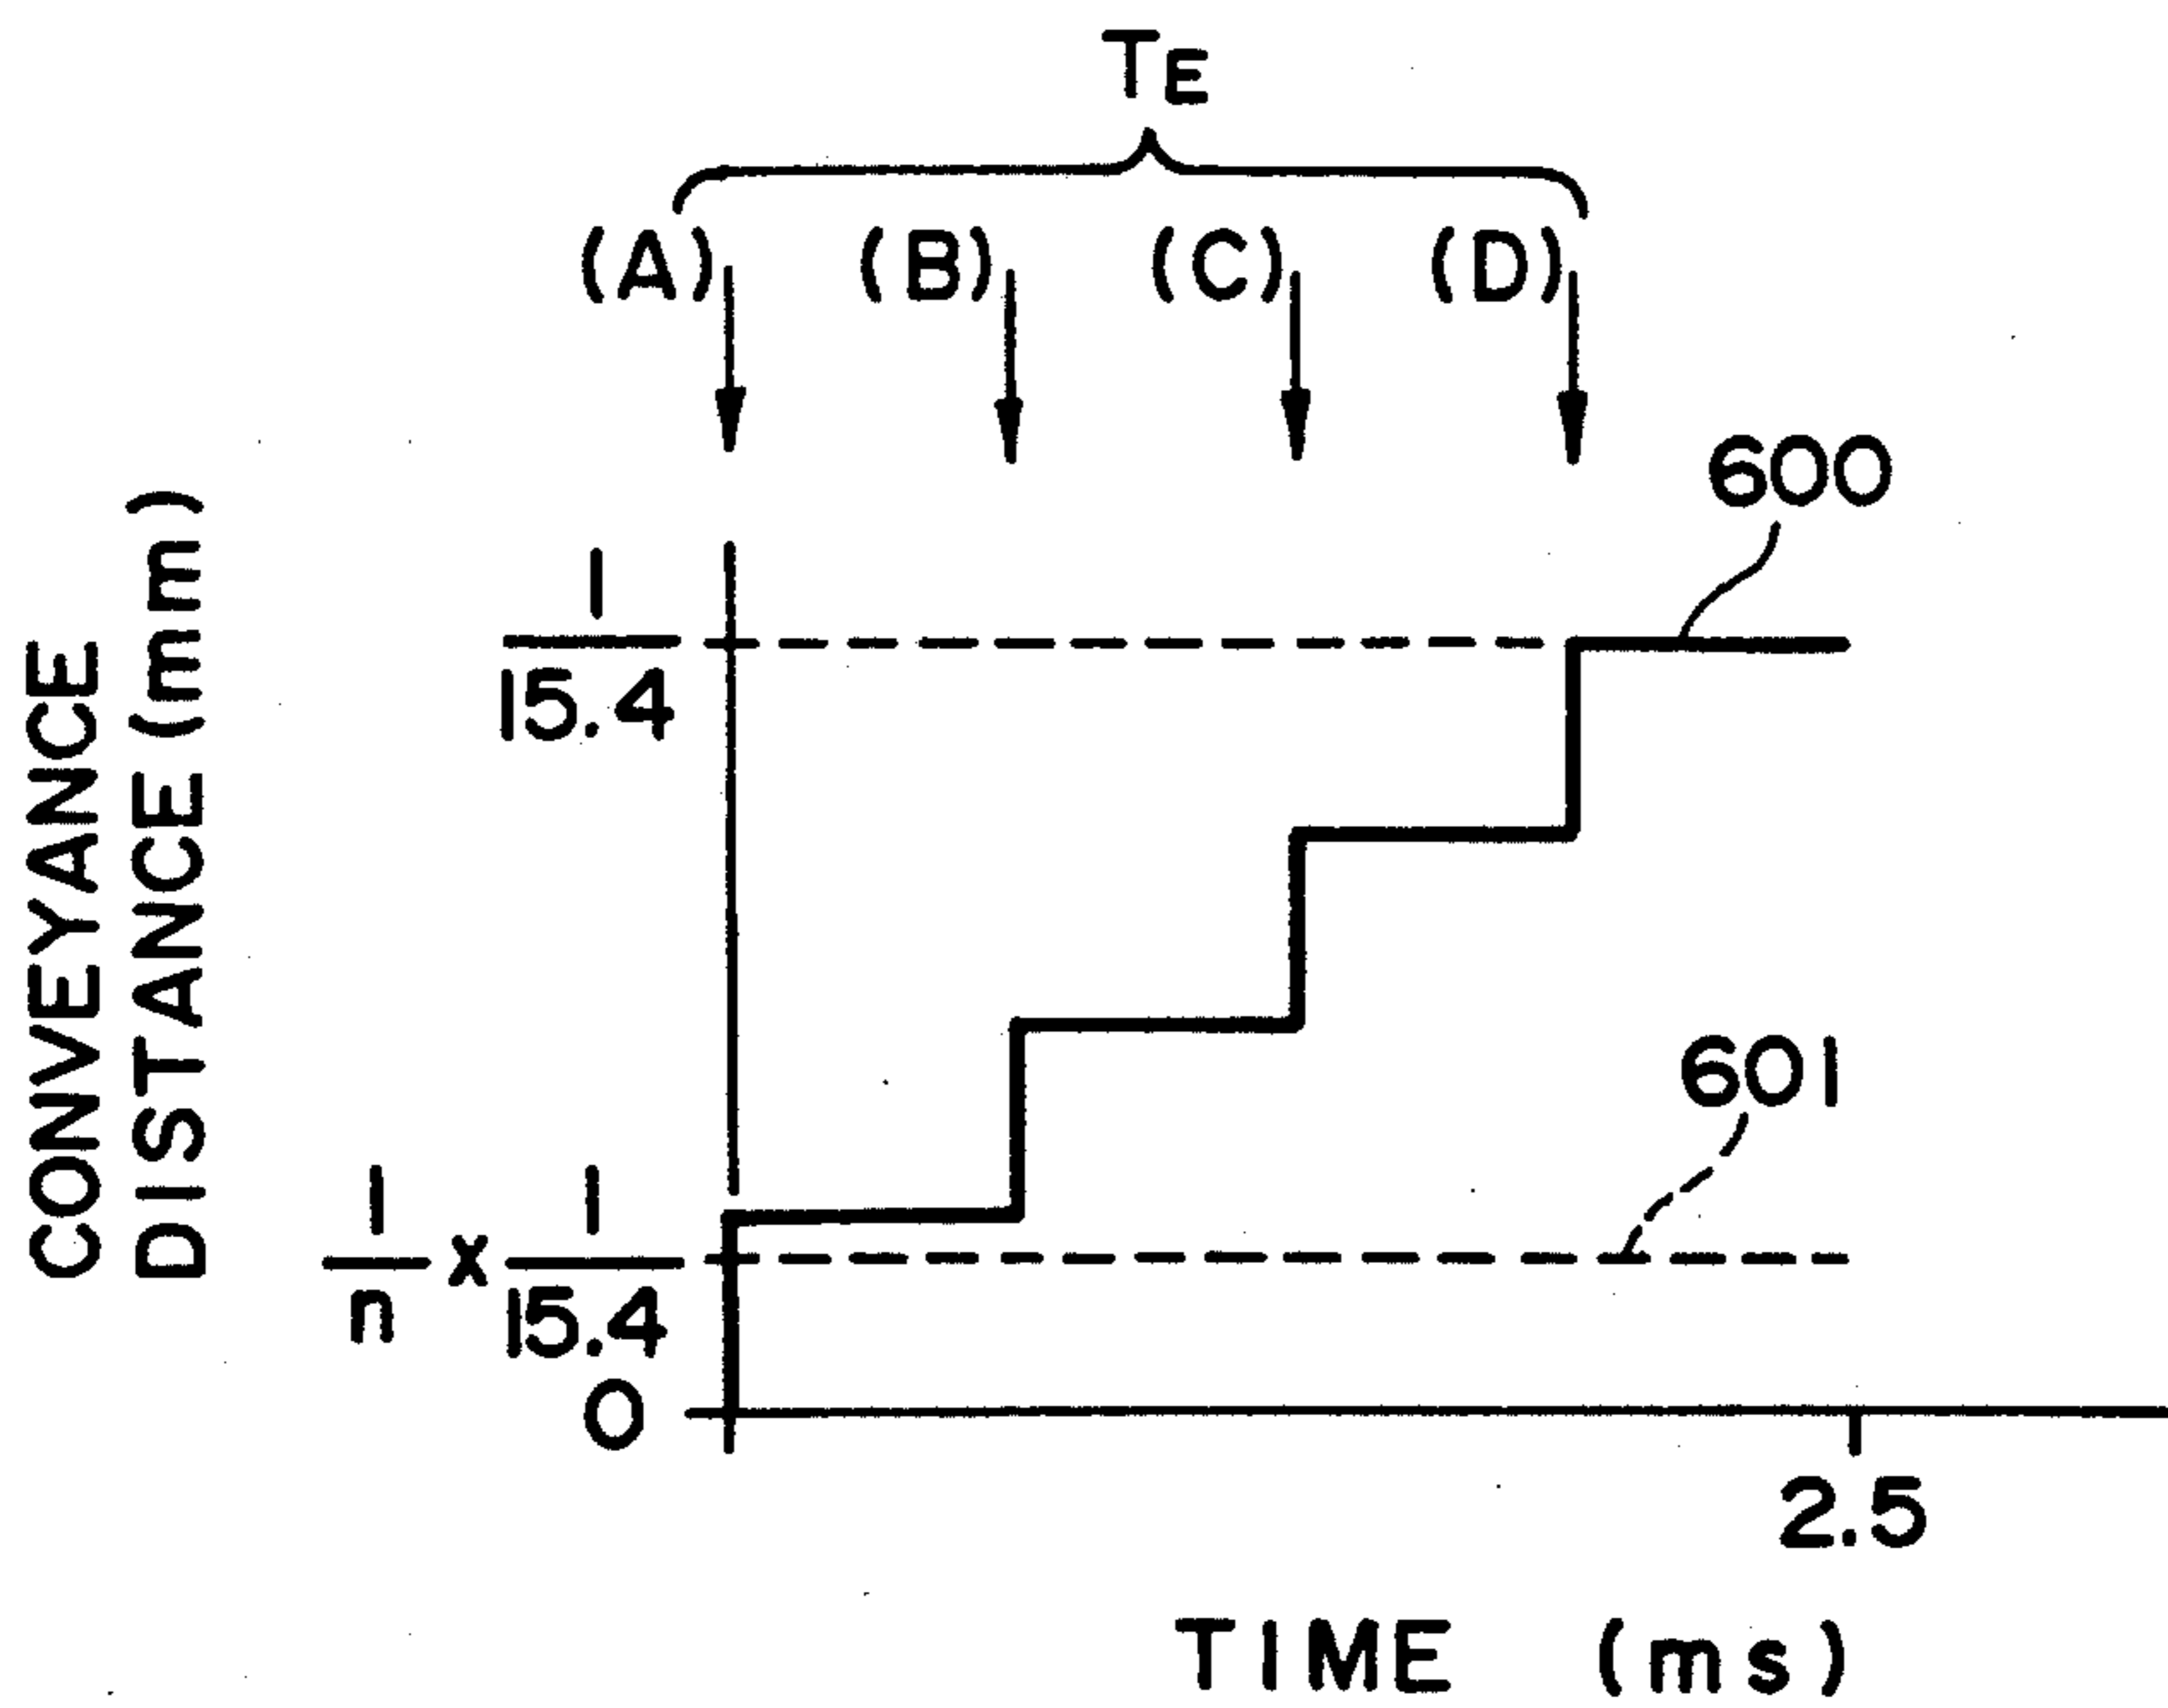 TE
(A) (B) (C) (D)
600
CONVEYANCE
DISTANCE (mm)
1
15.4
601
1 x 1
n 15.4
0
2.5
TIME (ms)